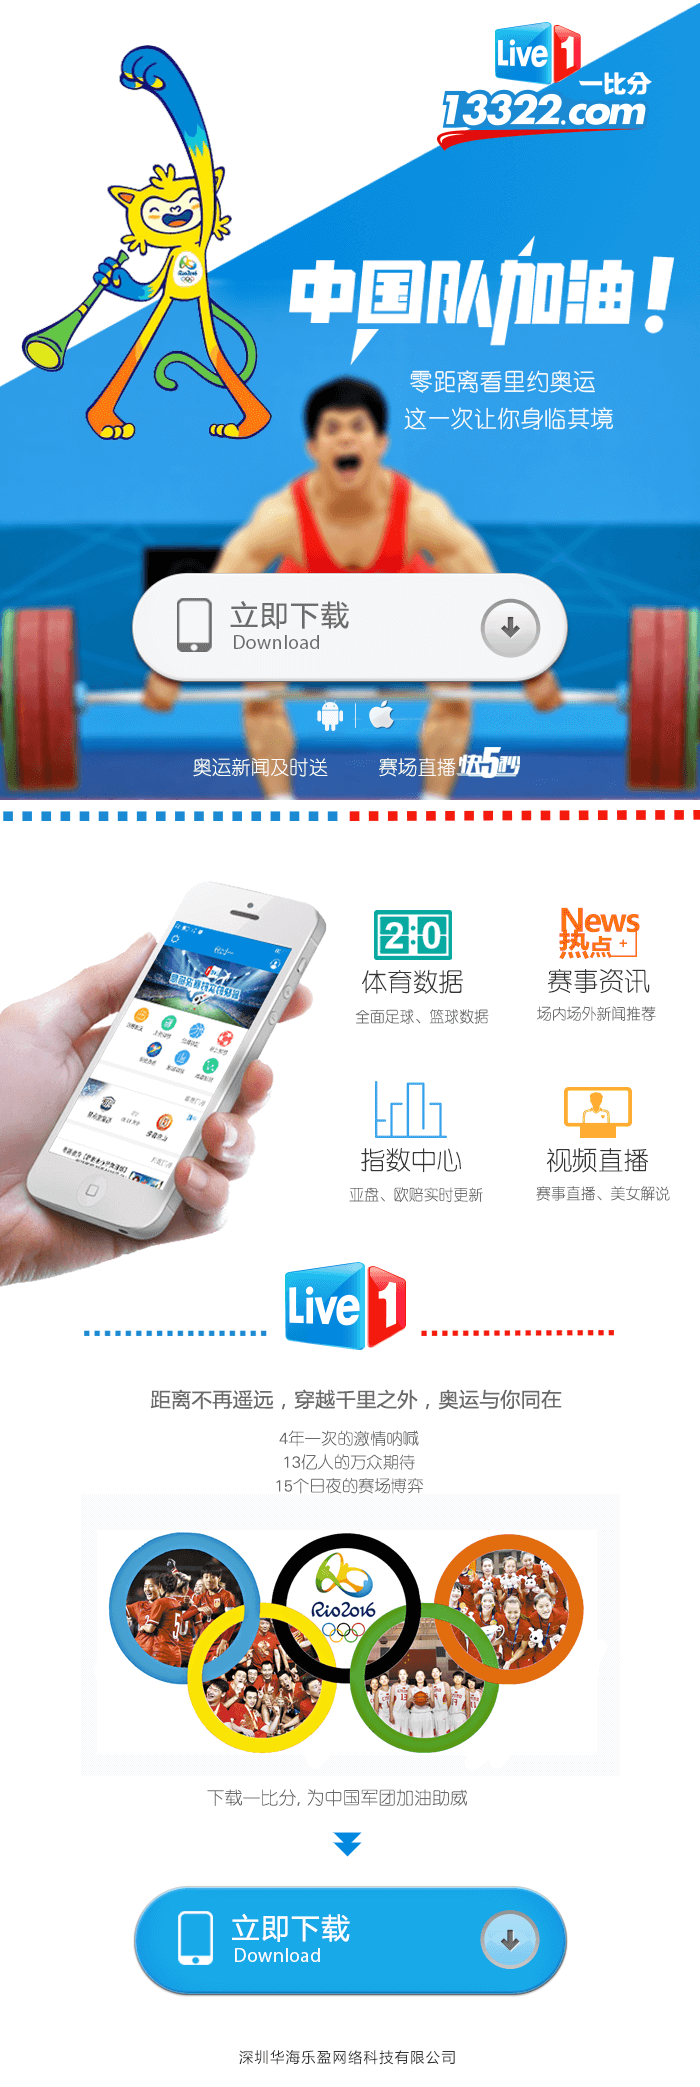 Live 1
一比分
13322.com
Rio2016
中国队加油！
零距离看里约奥运
这一次让你身临其境
立即下载
Download
奥运新闻及时送 赛场直播快5秒
2:0
体育数据
全面足球、篮球数据
News
热点 +
赛事资讯
场内场外新闻推荐
指数中心
亚盘、欧赔实时更新
视频直播
赛事直播、美女解说
Live 1
距离不再遥远，穿越千里之外，奥运与你同在
4年一次的激情呐喊
13亿人的万众期待
15个日夜的赛场博弈
Rio2016
下载一比分, 为中国军团加油助威
立即下载
Download
深圳华海乐盈网络科技有限公司